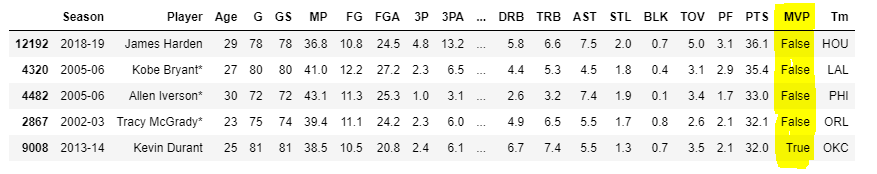 Season Player Age G GS MP FG FGA 3P 3PA ... DRB TRB AST STL BLK TOV PF PTS MVP Tm
12192 2018-19 James Harden 29 78 78 36.8 10.8 24.5 4.8 13.2 ... 5.8 6.6 7.5 2.0 0.7 5.0 3.1 36.1 False HOU
4320 2005-06 Kobe Bryant* 27 80 80 41.0 12.2 27.2 2.3 6.5 ... 4.4 5.3 4.5 1.8 0.4 3.1 2.9 35.4 False LAL
4482 2005-06 Allen Iverson* 30 72 72 43.1 11.3 25.3 1.0 3.1 ... 2.6 3.2 7.4 1.9 0.1 3.4 1.7 33.0 False PHI
2867 2002-03 Tracy McGrady* 23 75 74 39.4 11.1 24.2 2.3 6.0 ... 4.9 6.5 5.5 1.7 0.8 2.6 2.1 32.1 False ORL
9008 2013-14 Kevin Durant 25 81 81 38.5 10.5 20.8 2.4 6.1 ... 6.7 7.4 5.5 1.3 0.7 3.5 2.1 32.0 True OKC